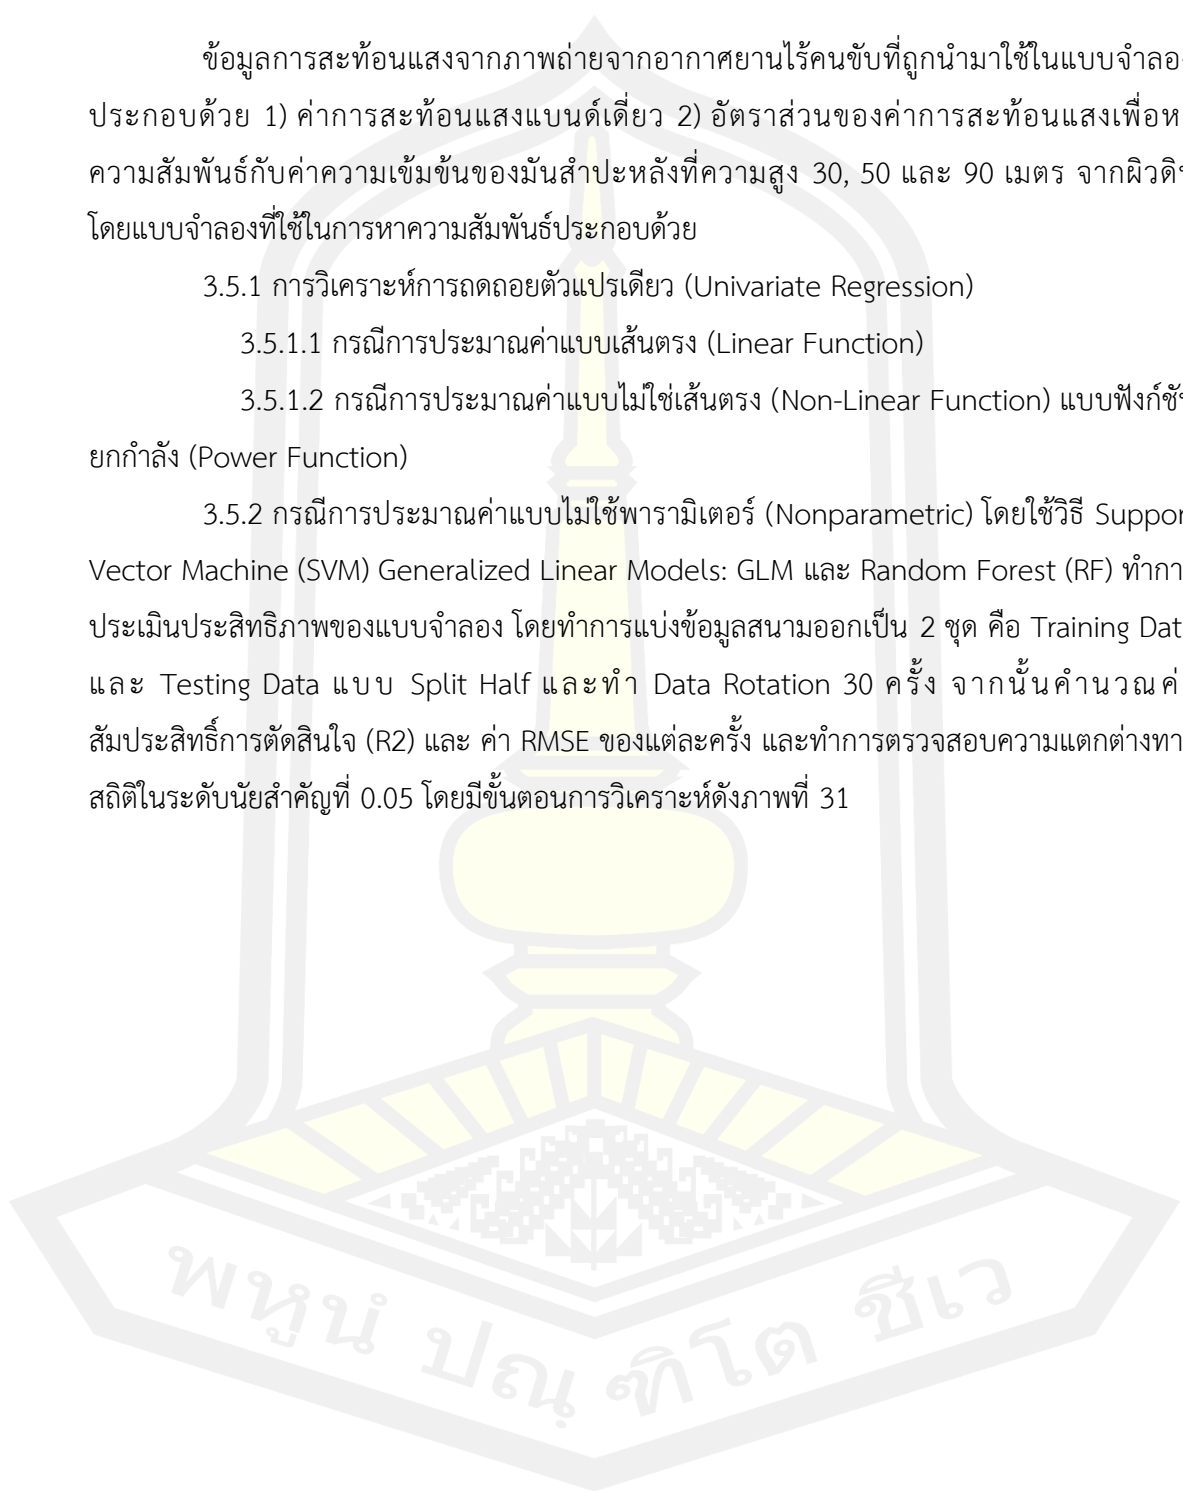 ข้อมูลการสะท้อนแสงจากภาพถ่ายจากอากาศยานไร้คนขับที่ถูกนำมาใช้ในแบบจำลอ
ประกอบด้วย 1) ค่าการสะท้อนแสงแบนด์เดี่ยว 2) อัตราส่วนของค่าการสะท้อนแสงเพื่อห
ความสัมพันธ์กับค่าความเข้มข้นของมันสำปะหลังที่ความสูง 30, 50 และ 90 เมตร จากผิวดิน
โดยแบบจำลองที่ใช้ในการหาความสัมพันธ์ประกอบด้วย
3.5.1 การวิเคราะห์การถดถอยตัวแปรเดียว (Univariate Regression)
3.5.1.1 กรณีการประมาณค่าแบบเส้นตรง (Linear Function)
3.5.1.2 กรณีการประมาณค่าแบบไม่ใช่เส้นตรง (Non-Linear Function) แบบฟังก์ชัน
ยกกำลัง (Power Function)
3.5.2 กรณีการประมาณค่าแบบไม่ใช้พารามิเตอร์ (Nonparametric) โดยใช้วิธี Suppor
Vector Machine (SVM) Generalized Linear Models: GLM และ Random Forest (RF) ทำกา
ประเมินประสิทธิภาพของแบบจำลอง โดยทำการแบ่งข้อมูลสนามออกเป็น 2 ชุด คือ Training Dat
และ Testing Data แบบ Split Half และทำ Data Rotation 30 ครั้ง จากนั้นคำนวณค่
สัมประสิทธิ์การตัดสินใจ (R2) และ ค่า RMSE ของแต่ละครั้ง และทำการตรวจสอบความแตกต่างทา
สถิติในระดับนัยสำคัญที่ 0.05 โดยมีขั้นตอนการวิเคราะห์ดังภาพที่ 31
พหูนํ ปณฺฑิโต ชีเว